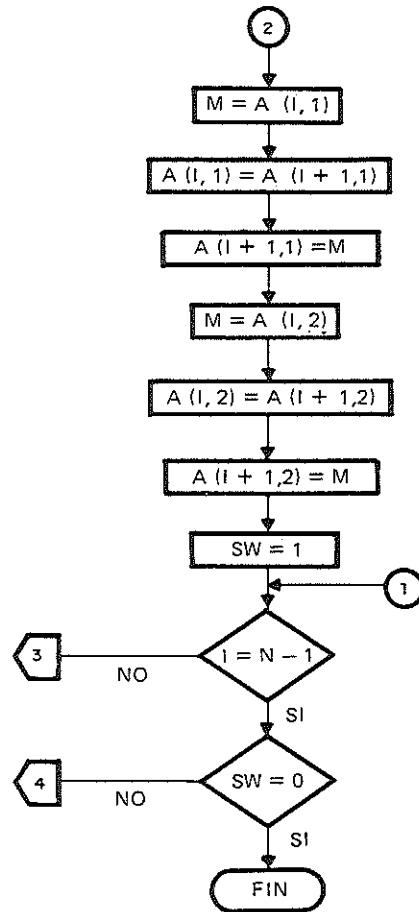 2
M = A (I, 1)
A (I, 1) = A (I + 1,1)
A (I + 1,1) =M
M = A (I, 2)
A (I, 2) = A (I + 1,2)
A (I + 1,2) = M
SW = 1
1
I = N - 1
3
NO
SI
SW = 0
4
NO
SI
FIN